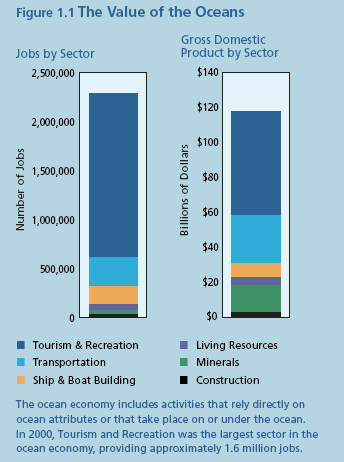 Figure 1.1 The Value of the Oceans
Jobs by Sector
Gross Domestic
Product by Sector
Number of Jobs
2,500,000
2,000,000
1,500,000
1,000,000
500,000
0
Billions of Dollars
$140
$120
$100
$80
$60
$40
$20
$0
Tourism & Recreation
Transportation
Ship & Boat Building
Living Resources
Minerals
Construction
The ocean economy includes activities that rely directly on
ocean attributes or that take place on or under the ocean.
In 2000, Tourism and Recreation was the largest sector in the
ocean economy, providing approximately 1.6 million jobs.